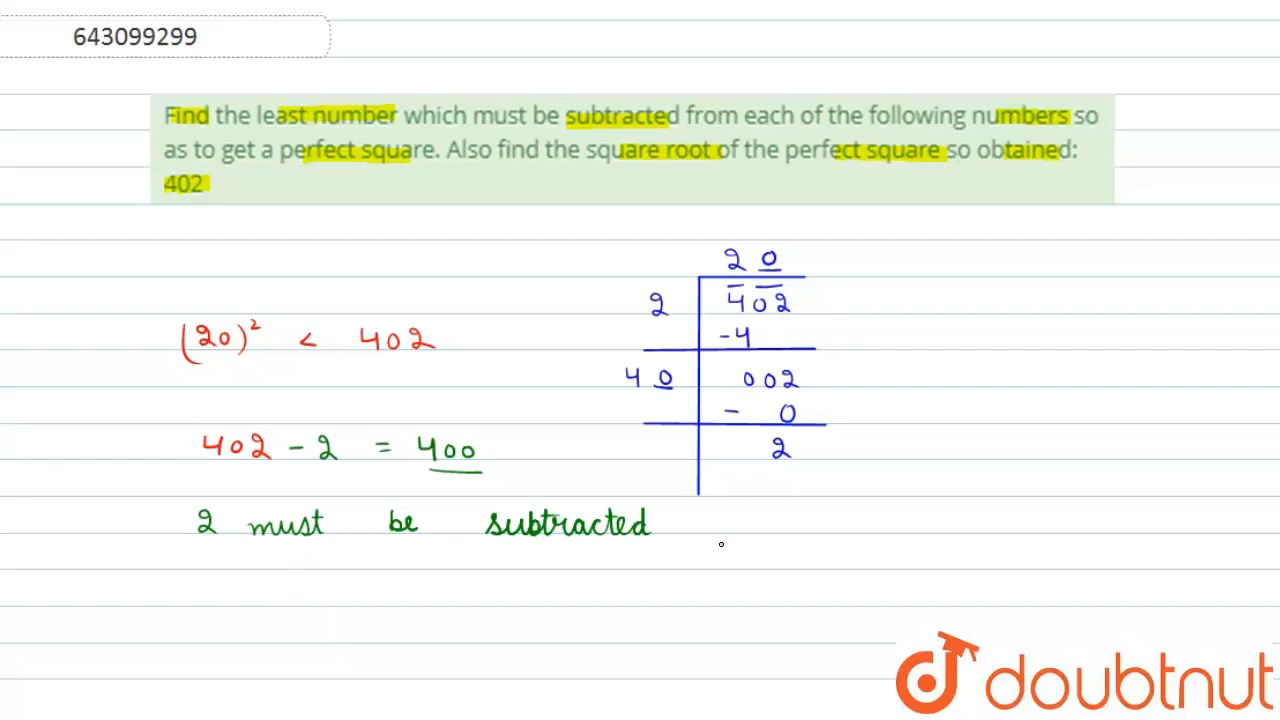 643099299
Find the least number which must be subtracted from each of the following numbers so
as to get a perfect square. Also find the square root of the perfect square so obtained:
402
2 0
2 402
-4
(20)² < 402
40 002
- 0
402 - 2 = 400
2
2 must be subtracted
doubtnut